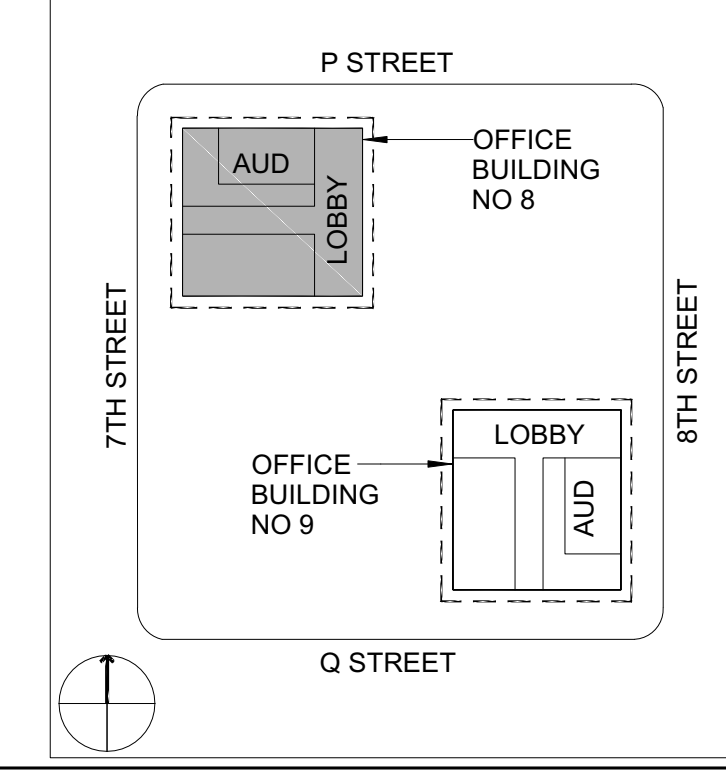 P STREET
AUD
LOBBY
OFFICE
BUILDING
NO 8
7TH STREET
8TH STREET
LOBBY
AUD
OFFICE
BUILDING
NO 9
Q STREET